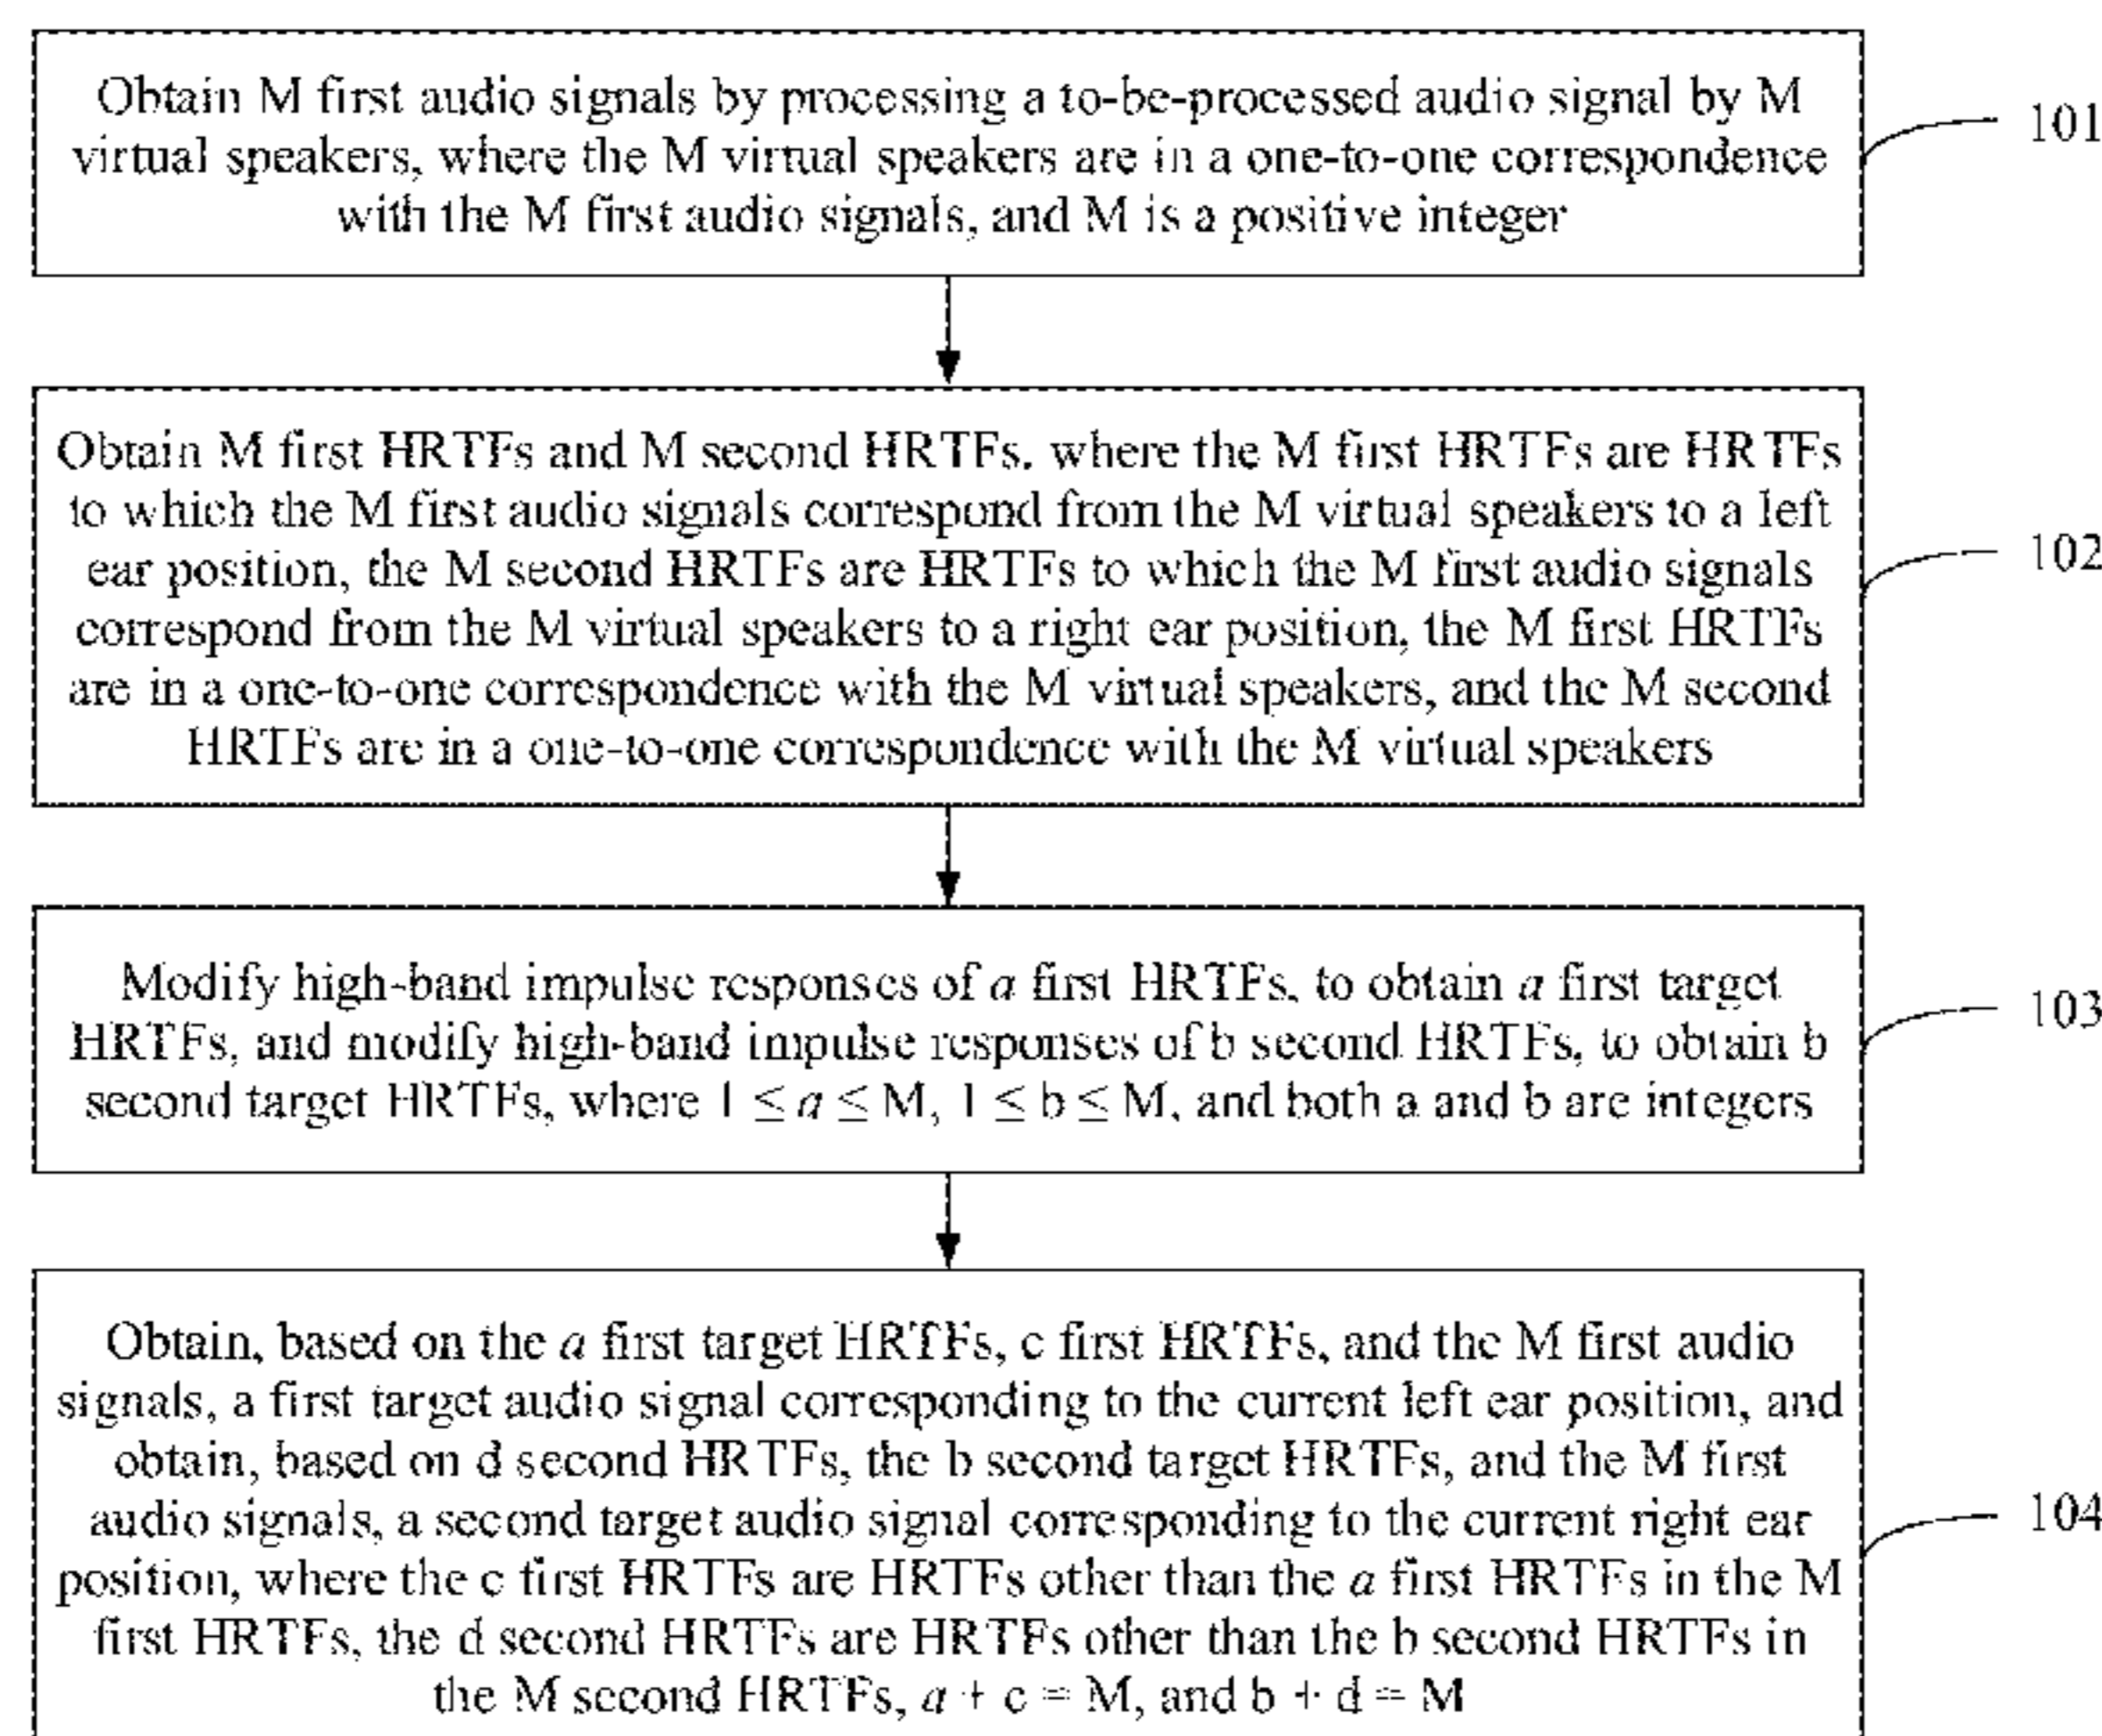 Obtain M first audio signals by processing a to-be-processed audio signal by M
virtual speakers, where the M virtual speakers are in a one-to-one correspondence
with the M first audio signals, and M is a positive integer
101
Obtain M first HRTFs and M second HRTFs, where the M first HRTFs are HRTFs
to which the M first audio signals correspond from the M virtual speakers to a left
ear position, the M second HRTFs are HRTFs to which the M first audio signals
correspond from the M virtual speakers to a right ear position, the M first HRTFs
are in a one-to-one correspondence with the M virtual speakers, and the M second
HRTFs are in a one-to-one correspondence with the M virtual speakers
102
Modify high-band impulse responses of a first HRTFs, to obtain a first target
HRTFs, and modify high-band impulse responses of b second HRTFs, to obtain b
second target HRTFs, where 1 ≤ a ≤ M, 1 ≤ b ≤ M, and both a and b are integers
103
Obtain, based on the a first target HRTFs, c first HRTFs, and the M first audio
signals, a first target audio signal corresponding to the current left ear position, and
obtain, based on d second HRTFs, the b second target HRTFs, and the M first
audio signals, a second target audio signal corresponding to the current right ear
position, where the c first HRTFs are HRTFs other than the a first HRTFs in the M
first HRTFs, the d second HRTFs are HRTFs other than the b second HRTFs in
the M second HRTFs, a + c = M, and b + d = M
104